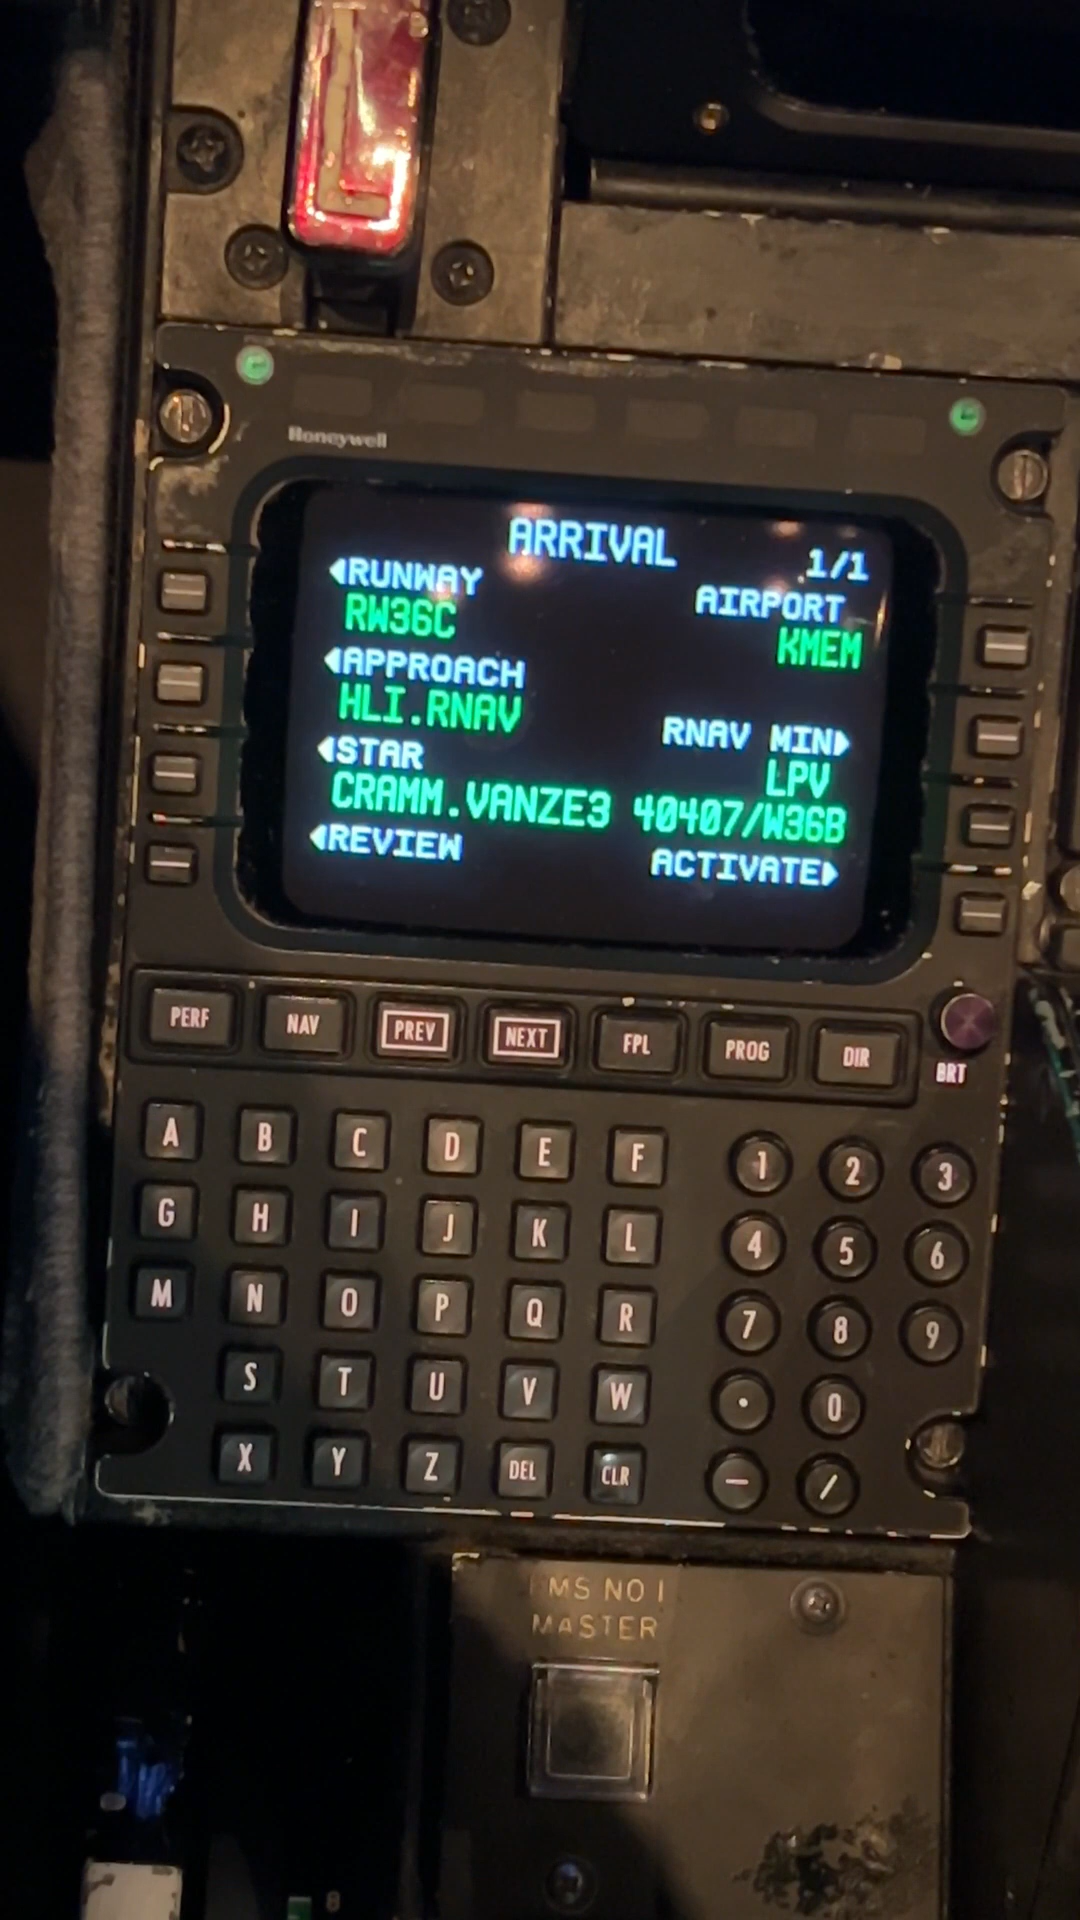 Honeywell
ARRIVAL 1/1
RUNWAY AIRPORT
RW36C KMEM
APPROACH
HLI.RNAV RNAV MIN
STAR LPV
CRAMM.VANZE3 40407/W36B
REVIEW ACTIVATE
PERF NAV PREV NEXT FPL PROG DIR BRT
A B C D E F 1 2 3
G H I J K L 4 5 6
M N O P Q R 7 8 9
S T U V W . 0
X Y Z DEL CLR - /
MS NO 1
MASTER
8